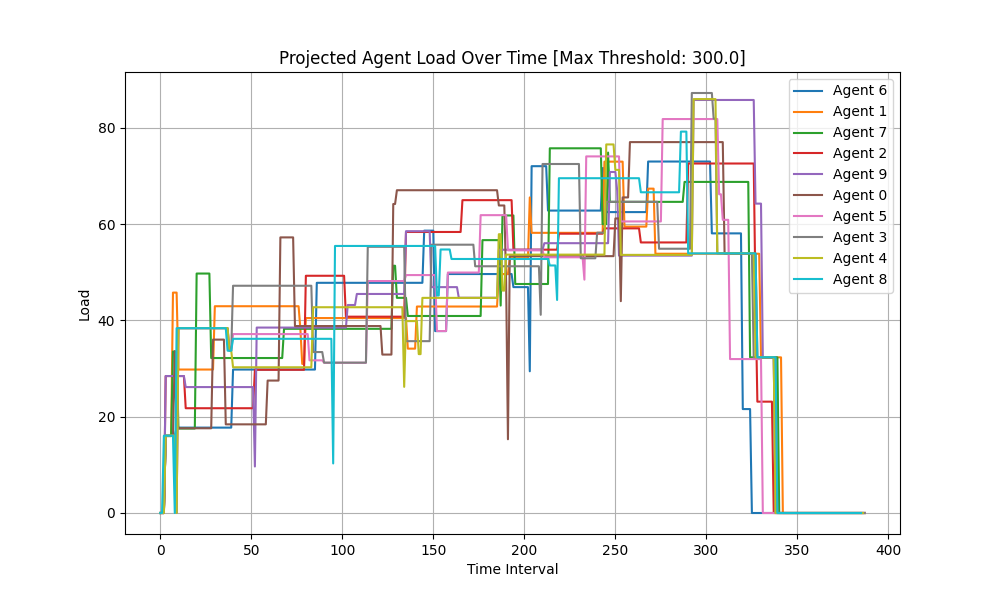 Projected Agent Load Over Time [Max Threshold: 300.0]
Load
80
60
40
20
0
0 50 100 150 200 250 300 350 400
Time Interval
Agent 6
Agent 1
Agent 7
Agent 2
Agent 9
Agent 0
Agent 5
Agent 3
Agent 4
Agent 8